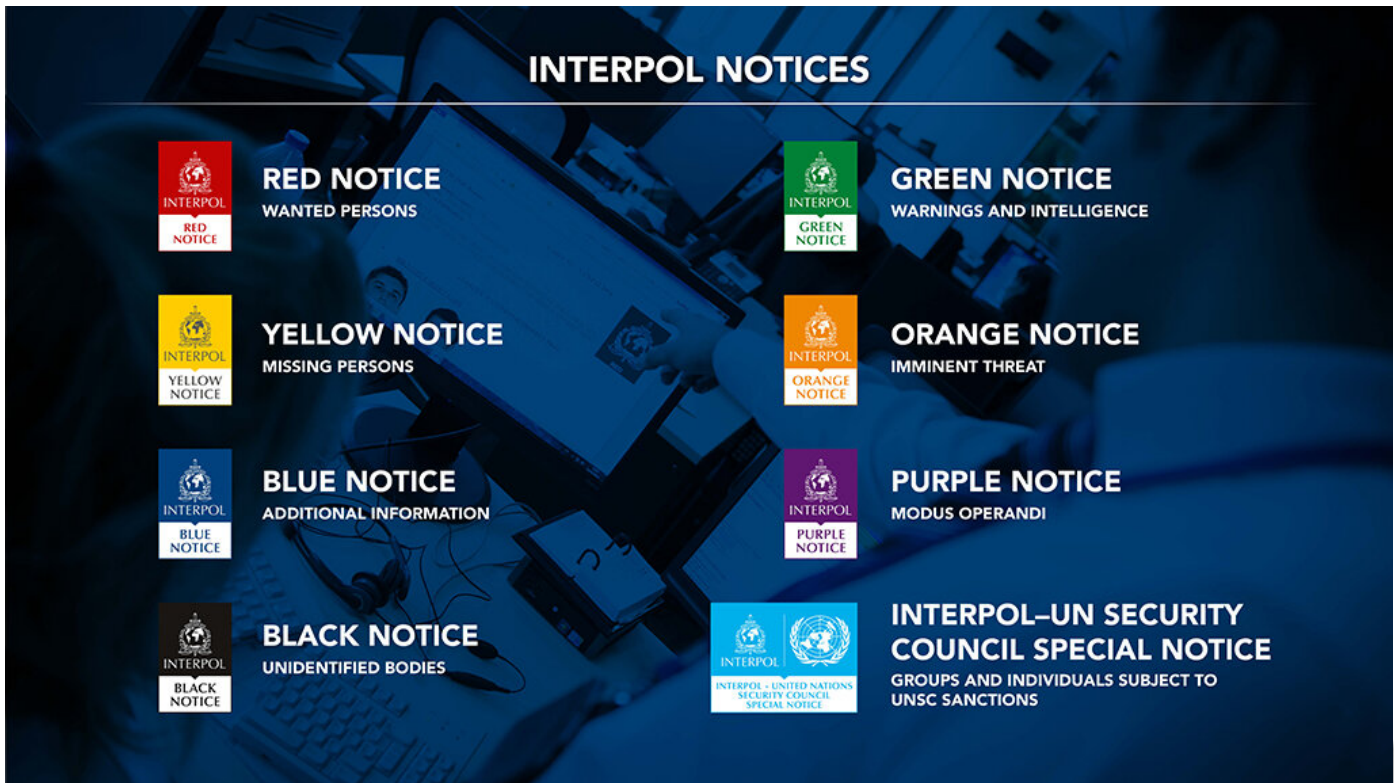 INTERPOL NOTICES
INTERPOL
RED
NOTICE
RED NOTICE
WANTED PERSONS
INTERPOL
GREEN
NOTICE
GREEN NOTICE
WARNINGS AND INTELLIGENCE
INTERPOL
YELLOW
NOTICE
YELLOW NOTICE
MISSING PERSONS
INTERPOL
ORANGE
NOTICE
ORANGE NOTICE
IMMINENT THREAT
INTERPOL
BLUE
NOTICE
BLUE NOTICE
ADDITIONAL INFORMATION
INTERPOL
PURPLE
NOTICE
PURPLE NOTICE
MODUS OPERANDI
INTERPOL
BLACK
NOTICE
BLACK NOTICE
UNIDENTIFIED BODIES
INTERPOL
INTERPOL - UNITED NATIONS
SECURITY COUNCIL
SPECIAL NOTICE
INTERPOL–UN SECURITY
COUNCIL SPECIAL NOTICE
GROUPS AND INDIVIDUALS SUBJECT TO
UNSC SANCTIONS